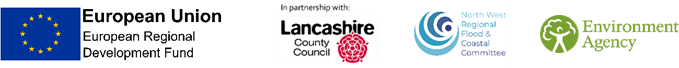 European Union
European Regional
Development Fund
In partnership with:
Lancashire
County
Council
North West
Regional
Flood &
Coastal
Committee
Environment
Agency